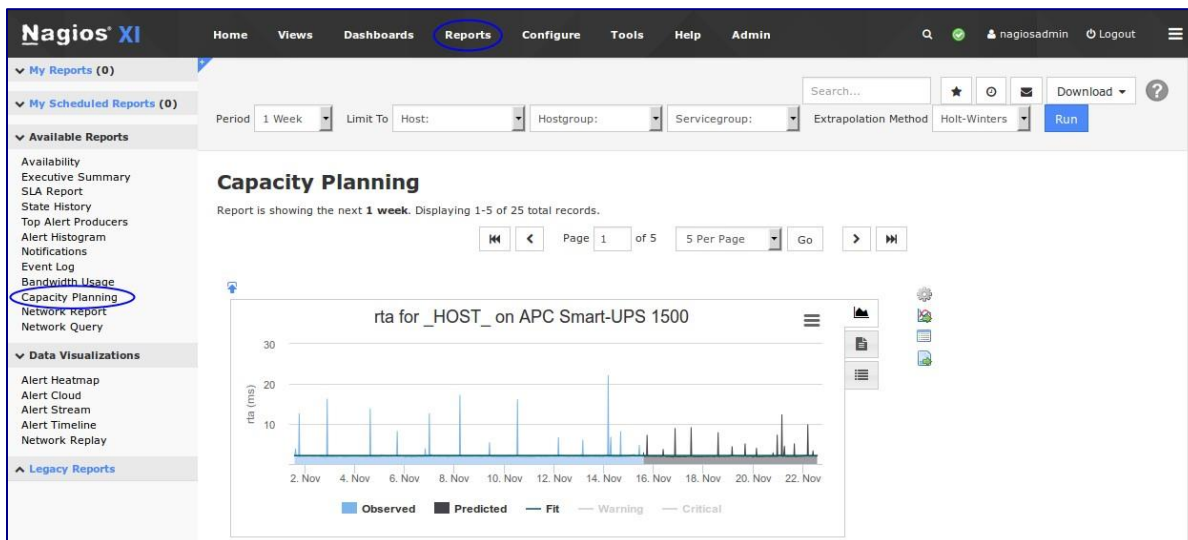 Nagios XI
Home Views Dashboards Reports Configure Tools Help Admin
nagiosadmin Logout
My Reports (0)
My Scheduled Reports (0)
Available Reports
Availability
Executive Summary
SLA Report
State History
Top Alert Producers
Alert Histogram
Notifications
Event Log
Bandwidth Usage
Capacity Planning
Network Report
Network Query
Data Visualizations
Alert Heatmap
Alert Cloud
Alert Stream
Alert Timeline
Network Replay
Legacy Reports
Search...
Download
?
Period 1 Week Limit To Host: Hostgroup: Servicegroup: Extrapolation Method Holt-Winters Run
Capacity Planning
Report is showing the next 1 week. Displaying 1-5 of 25 total records.
Page 1 of 5 5 Per Page Go
rta for _HOST_ on APC Smart-UPS 1500
rta (ms)
30
20
10
2. Nov 4. Nov 6. Nov 8. Nov 10. Nov 12. Nov 14. Nov 16. Nov 18. Nov 20. Nov 22. Nov
Observed Predicted Fit Warning Critical